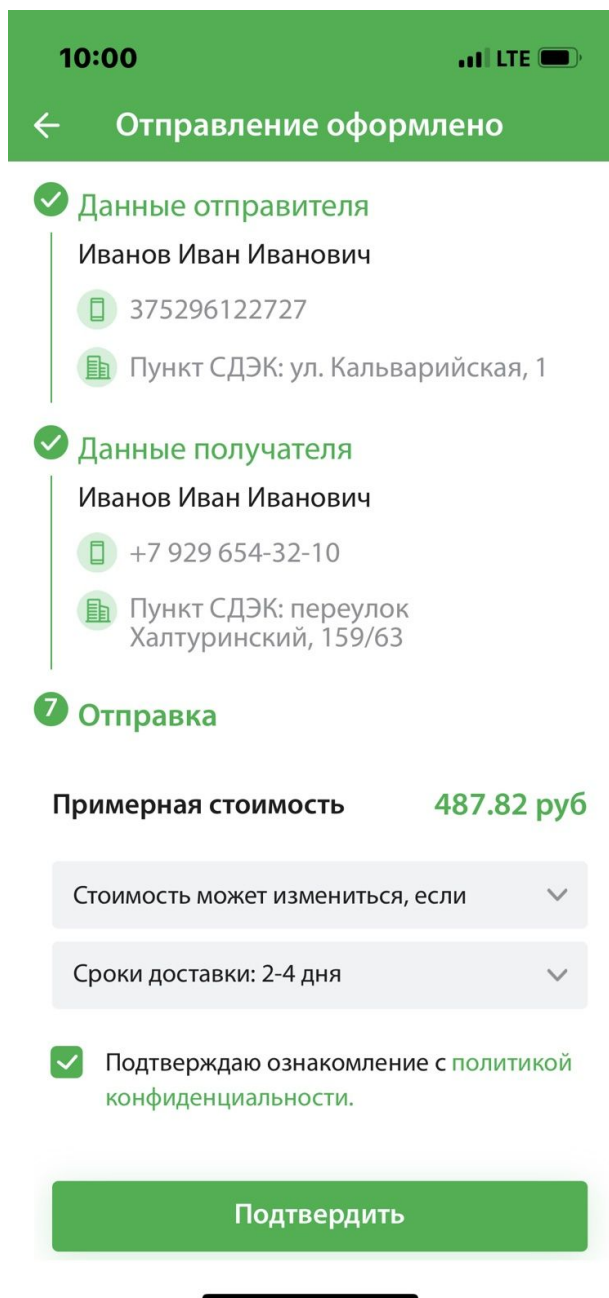 10:00
LTE
Отправление оформлено
Данные отправителя
Иванов Иван Иванович
375296122727
Пункт СДЭК: ул. Кальварийская, 1
Данные получателя
Иванов Иван Иванович
+7 929 654-32-10
Пункт СДЭК: переулок
Халтуринский, 159/63
7 Отправка
Примерная стоимость 487.82 руб
Стоимость может измениться, если
Сроки доставки: 2-4 дня
Подтверждаю ознакомление с политикой
конфиденциальности.
Подтвердить